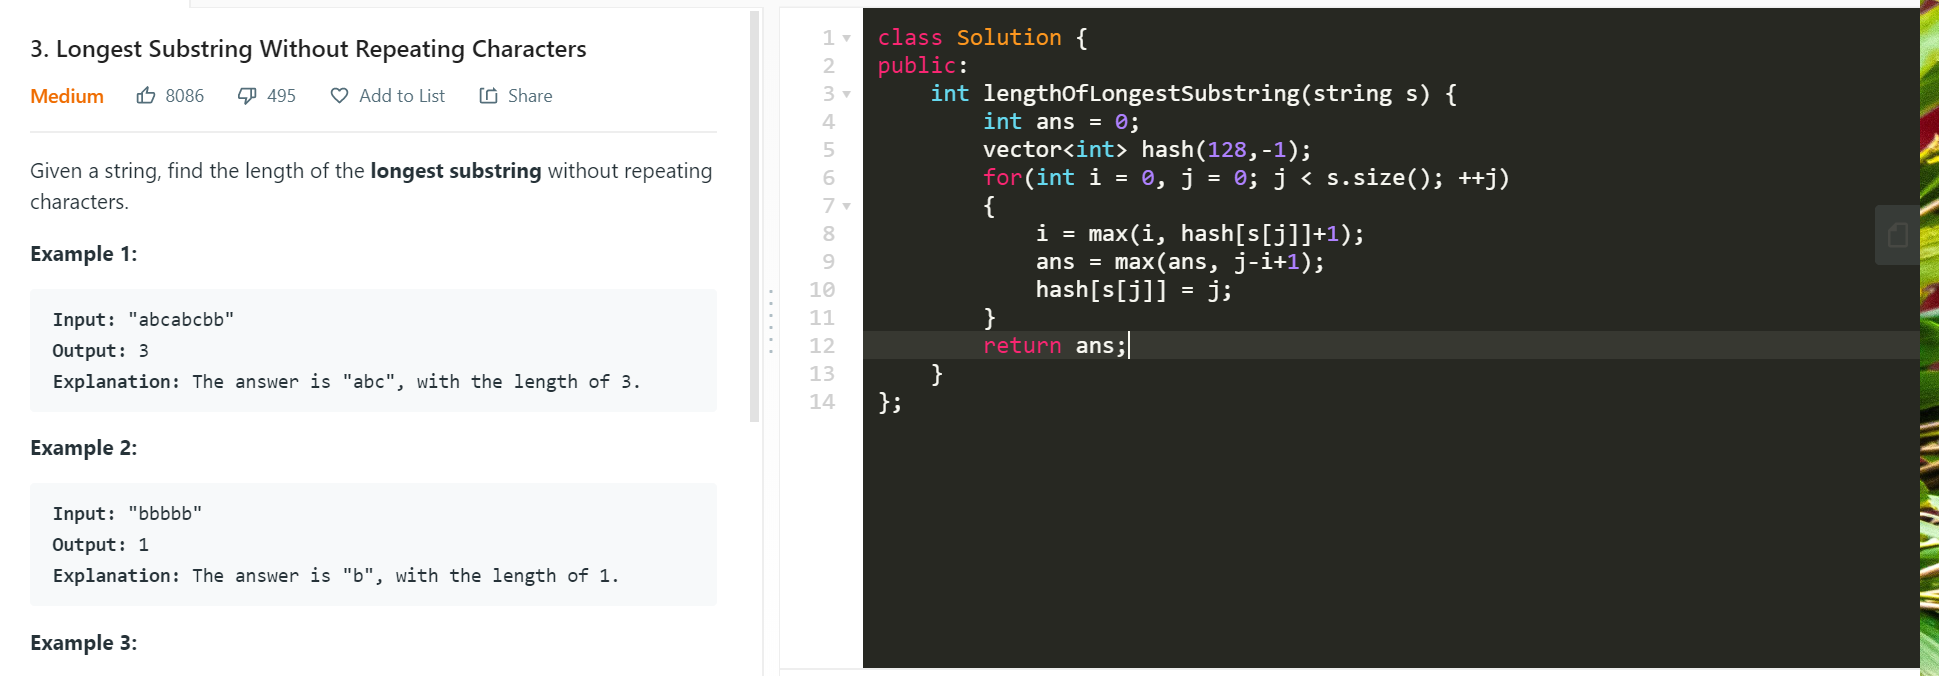 3. Longest Substring Without Repeating Characters
Medium 8086 495 Add to List Share
Given a string, find the length of the longest substring without repeating
characters.
Example 1:
Input: "abcabcbb"
Output: 3
Explanation: The answer is "abc", with the length of 3.
Example 2:
Input: "bbbbb"
Output: 1
Explanation: The answer is "b", with the length of 1.
Example 3:
1 class Solution {
2 public:
3     int lengthOfLongestSubstring(string s) {
4         int ans = 0;
5         vector<int> hash(128,-1);
6         for(int i = 0, j = 0; j < s.size(); ++j)
7         {
8             i = max(i, hash[s[j]]+1);
9             ans = max(ans, j-i+1);
10             hash[s[j]] = j;
11         }
12         return ans;
13     }
14 };